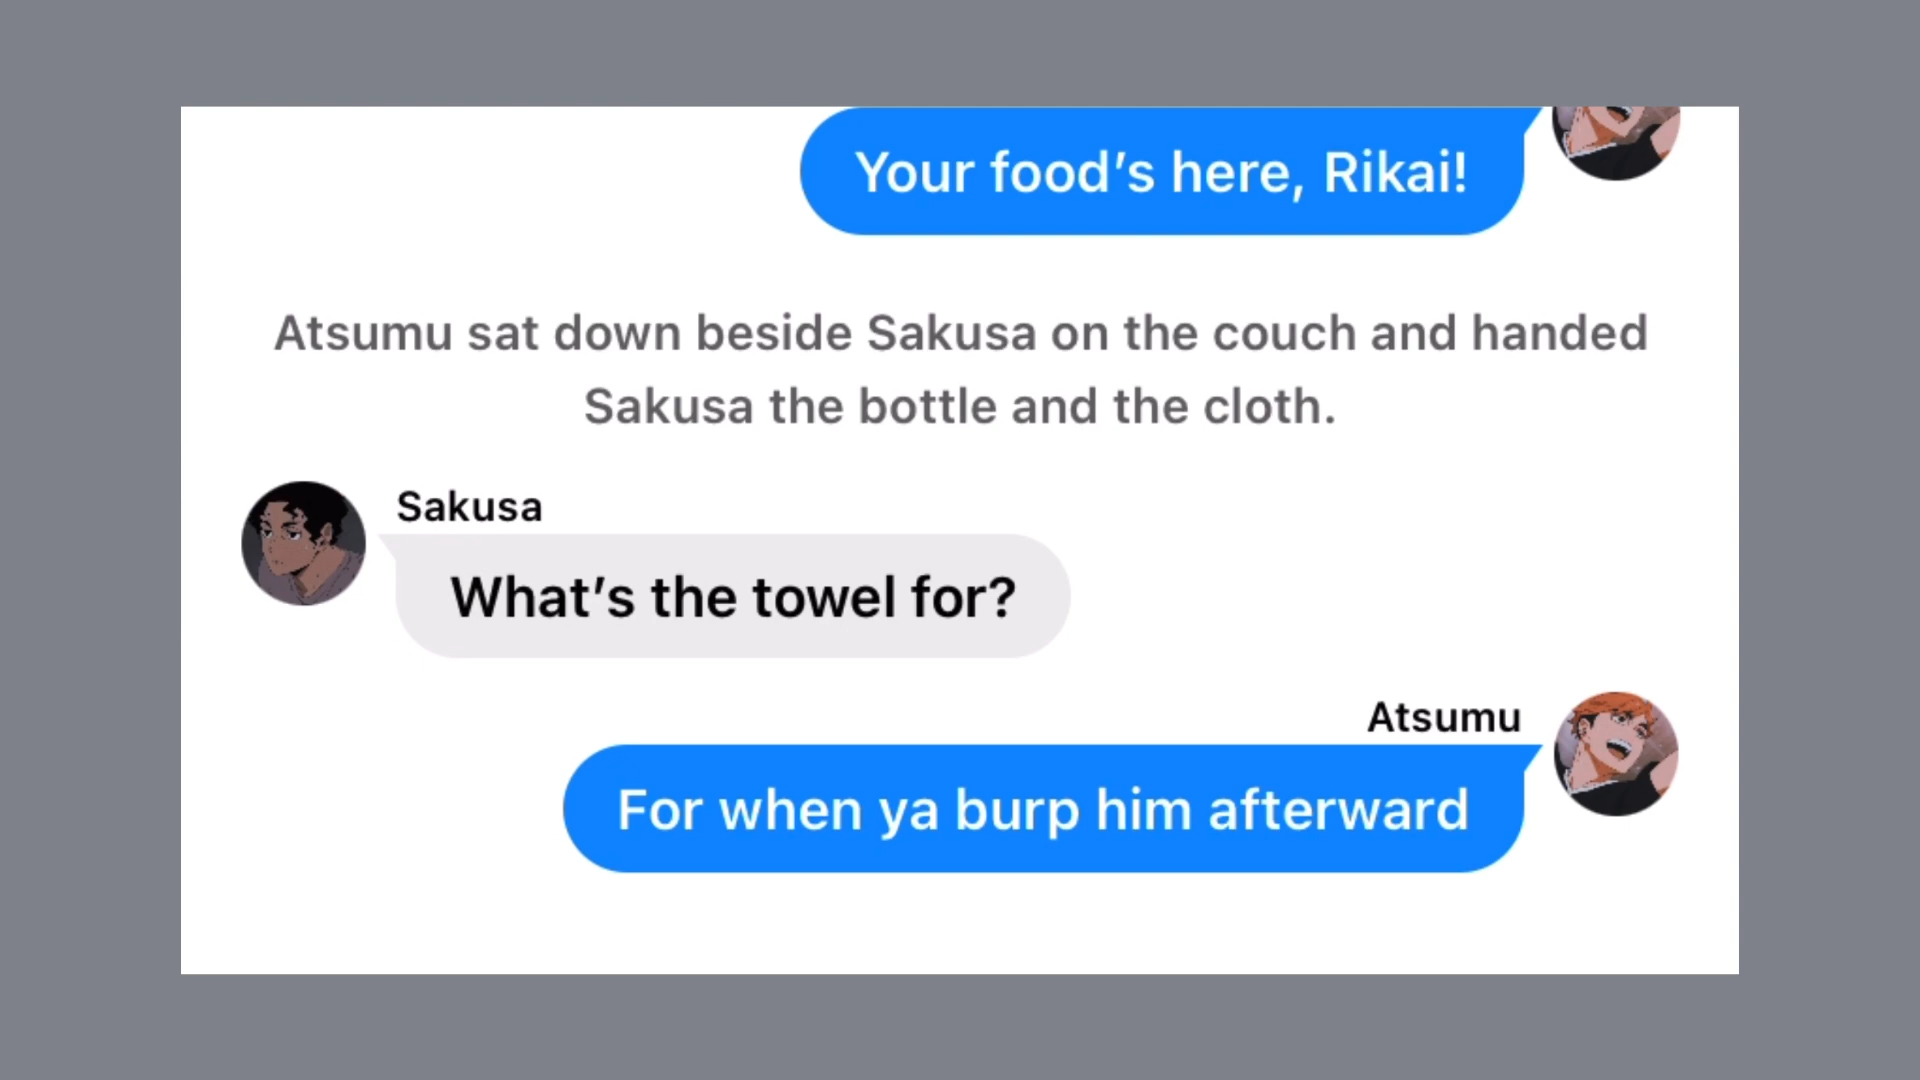 Your food’s here, Rikai!
Atsumu sat down beside Sakusa on the couch and handed
Sakusa the bottle and the cloth.
Sakusa
What’s the towel for?
Atsumu
For when ya burp him afterward